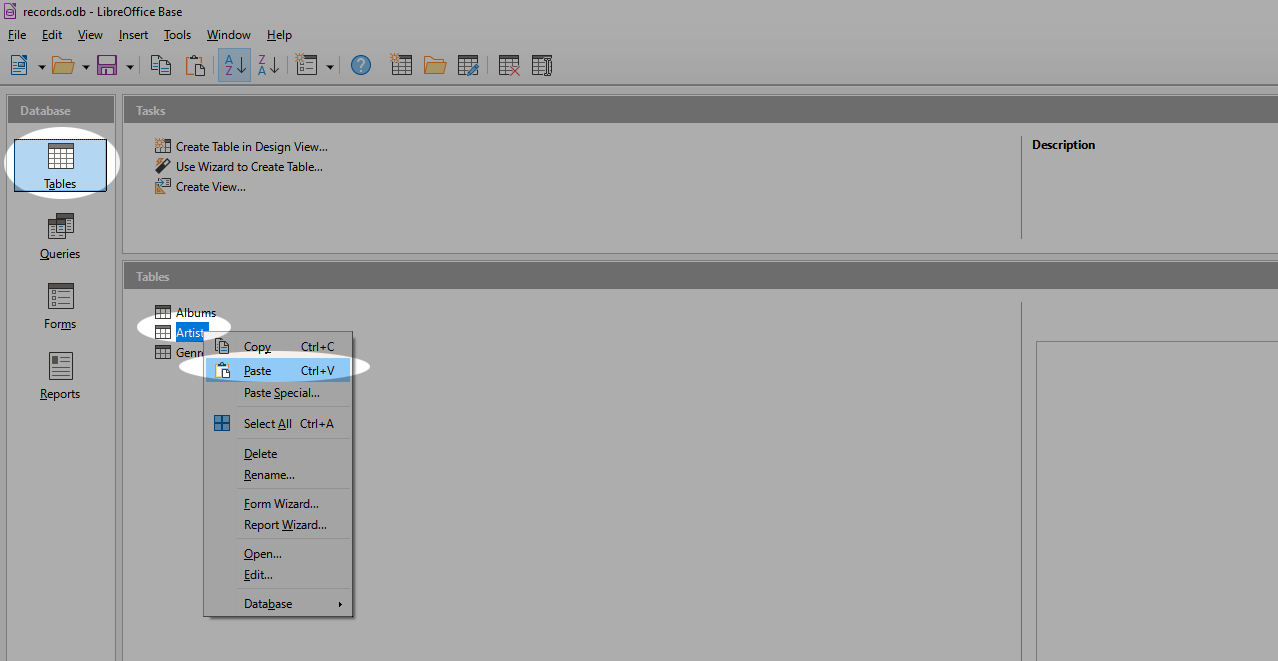 records.odb - LibreOffice Base
File Edit View Insert Tools Window Help
Database
Tables
Queries
Forms
Reports
Tasks
Create Table in Design View...
Use Wizard to Create Table...
Create View...
Description
Tables
Albums
Artist
Genr
Copy Ctrl+C
Paste Ctrl+V
Paste Special...
Select All Ctrl+A
Delete
Rename...
Form Wizard...
Report Wizard...
Open...
Edit...
Database